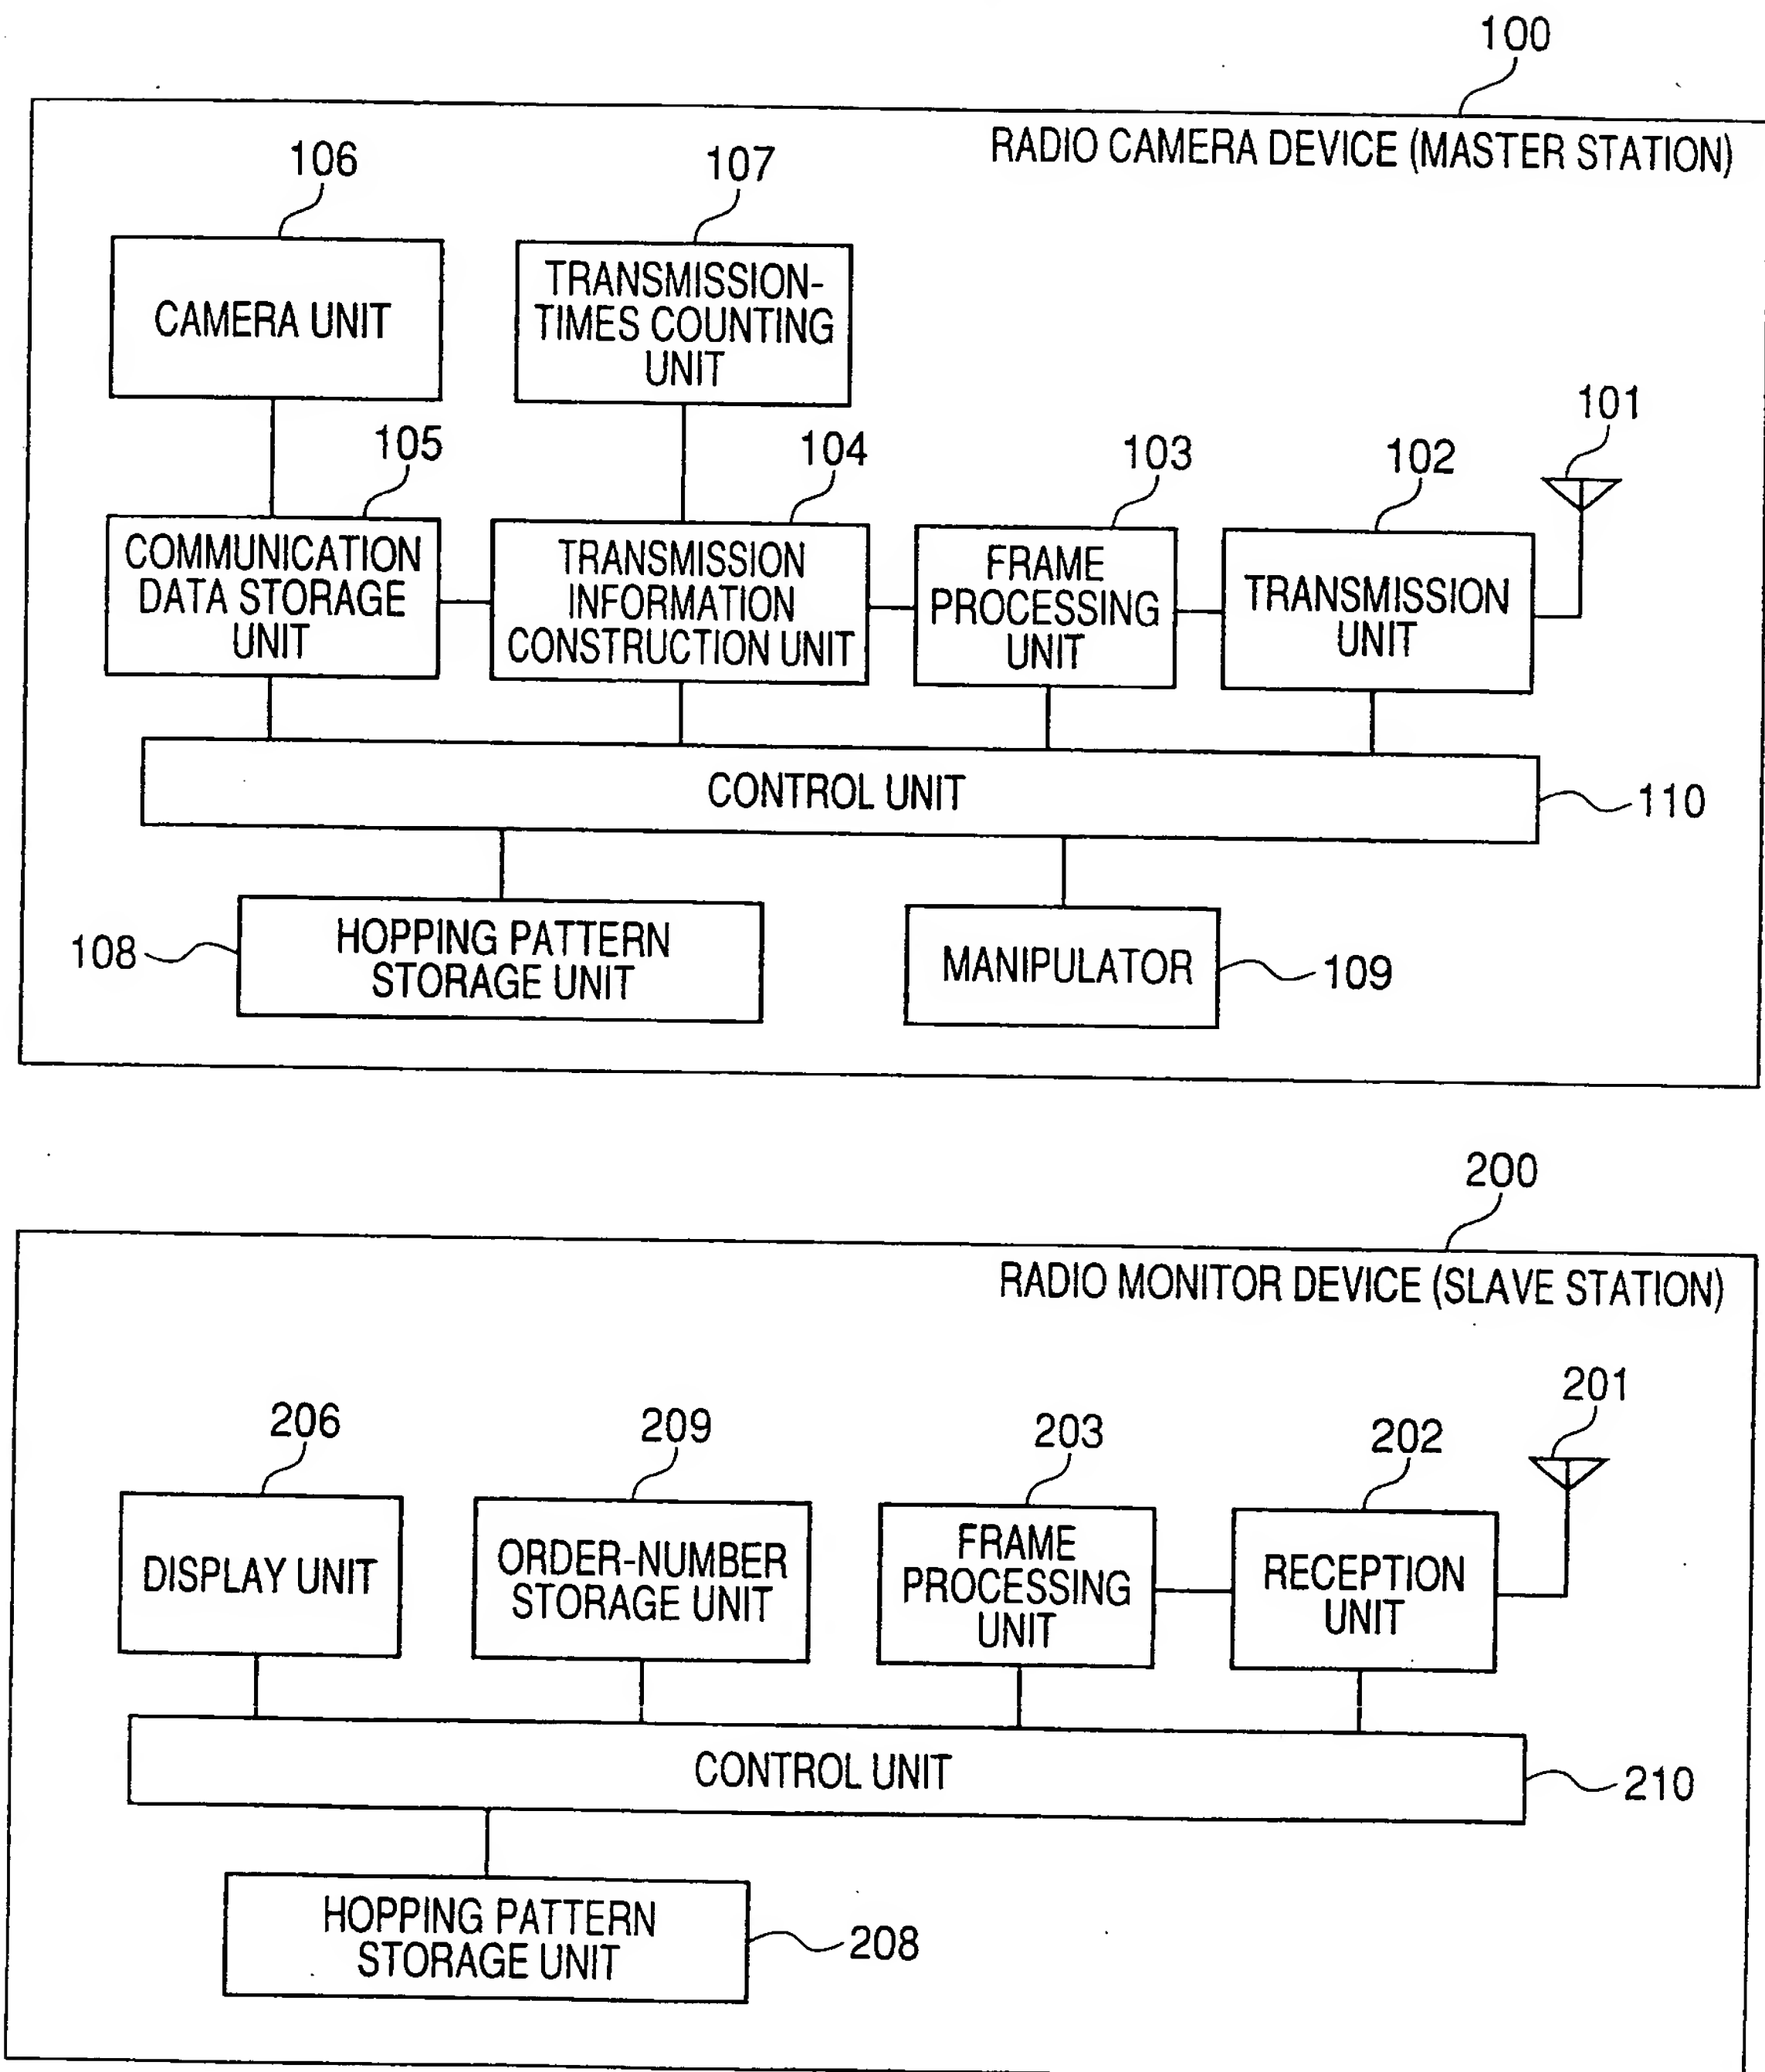 100
RADIO CAMERA DEVICE (MASTER STATION)
106
107
CAMERA UNIT
TRANSMISSION-
TIMES COUNTING
UNIT
101
105
104
103
102
COMMUNICATION
DATA STORAGE
UNIT
TRANSMISSION
INFORMATION
CONSTRUCTION UNIT
FRAME
PROCESSING
UNIT
TRANSMISSION
UNIT
CONTROL UNIT
110
108
HOPPING PATTERN
STORAGE UNIT
MANIPULATOR
109
200
RADIO MONITOR DEVICE (SLAVE STATION)
206
209
203
202
201
DISPLAY UNIT
ORDER-NUMBER
STORAGE UNIT
FRAME
PROCESSING
UNIT
RECEPTION
UNIT
CONTROL UNIT
210
HOPPING PATTERN
STORAGE UNIT
208